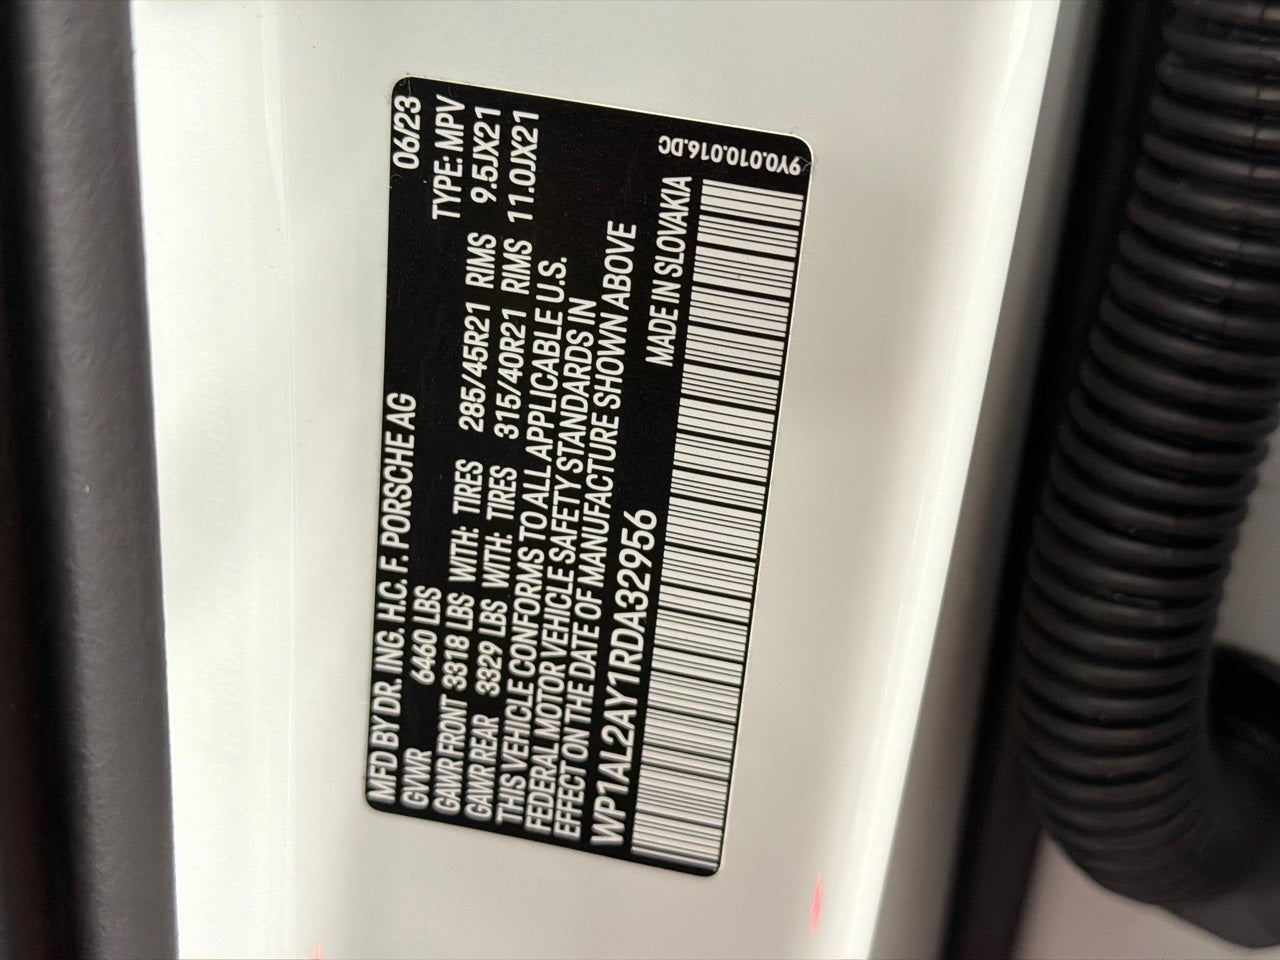 MFD BY DR. ING. H.C. F. PORSCHE AG 06/23
GVWR 6460 LBS TYPE: MPV
GAWR FRONT 3318 LBS WITH: TIRES 285/45R21 RIMS 9.5JX21
GAWR REAR 3329 LBS WITH: TIRES 315/40R21 RIMS 11.0JX21
THIS VEHICLE CONFORMS TO ALL APPLICABLE U.S.
FEDERAL MOTOR VEHICLE SAFETY STANDARDS IN
EFFECT ON THE DATE OF MANUFACTURE SHOWN ABOVE
WP1AL2AY1RDA32956 MADE IN SLOVAKIA
9Y0.010.016.DC